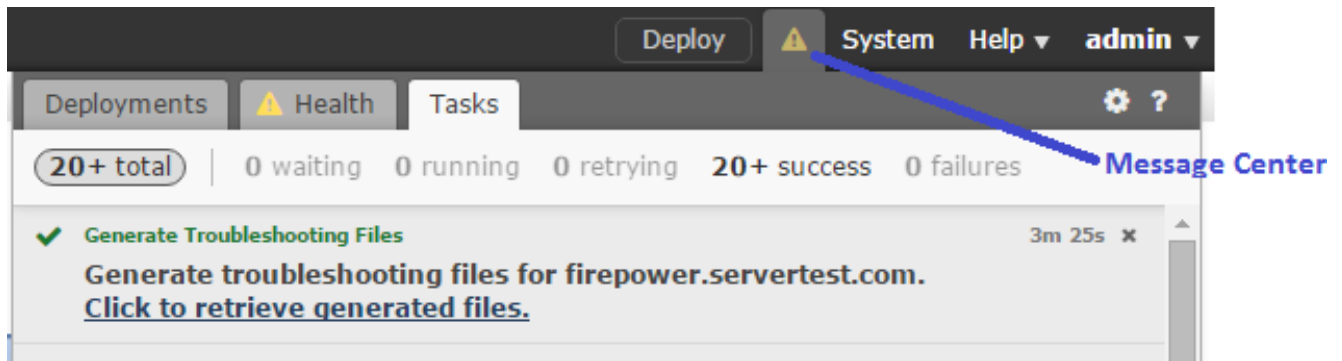 Deploy System Help admin
Deployments Health Tasks ?
20+ total 0 waiting 0 running 0 retrying 20+ success 0 failures
Message Center
Generate Troubleshooting Files 3m 25s
Generate troubleshooting files for firepower.servertest.com.
Click to retrieve generated files.